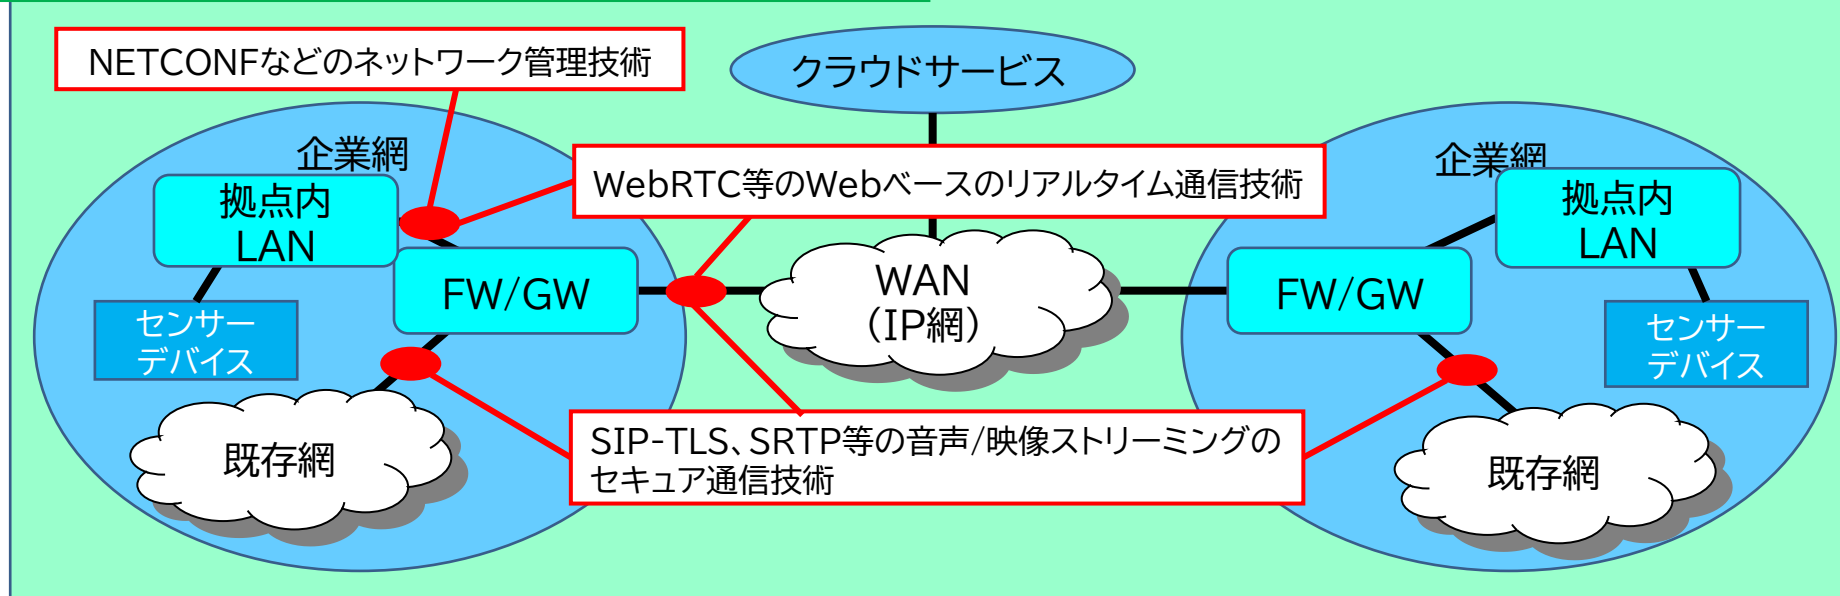 NETCONFなどのネットワーク管理技術
クラウドサービス
企業網
企業網
WebRTC等のWebベースのリアルタイム通信技術
拠点内
LAN
拠点内
LAN
FW/GW
WAN
(IP網)
FW/GW
センサー
デバイス
センサー
デバイス
SIP-TLS、SRTP等の音声/映像ストリーミングの
セキュア通信技術
既存網
既存網